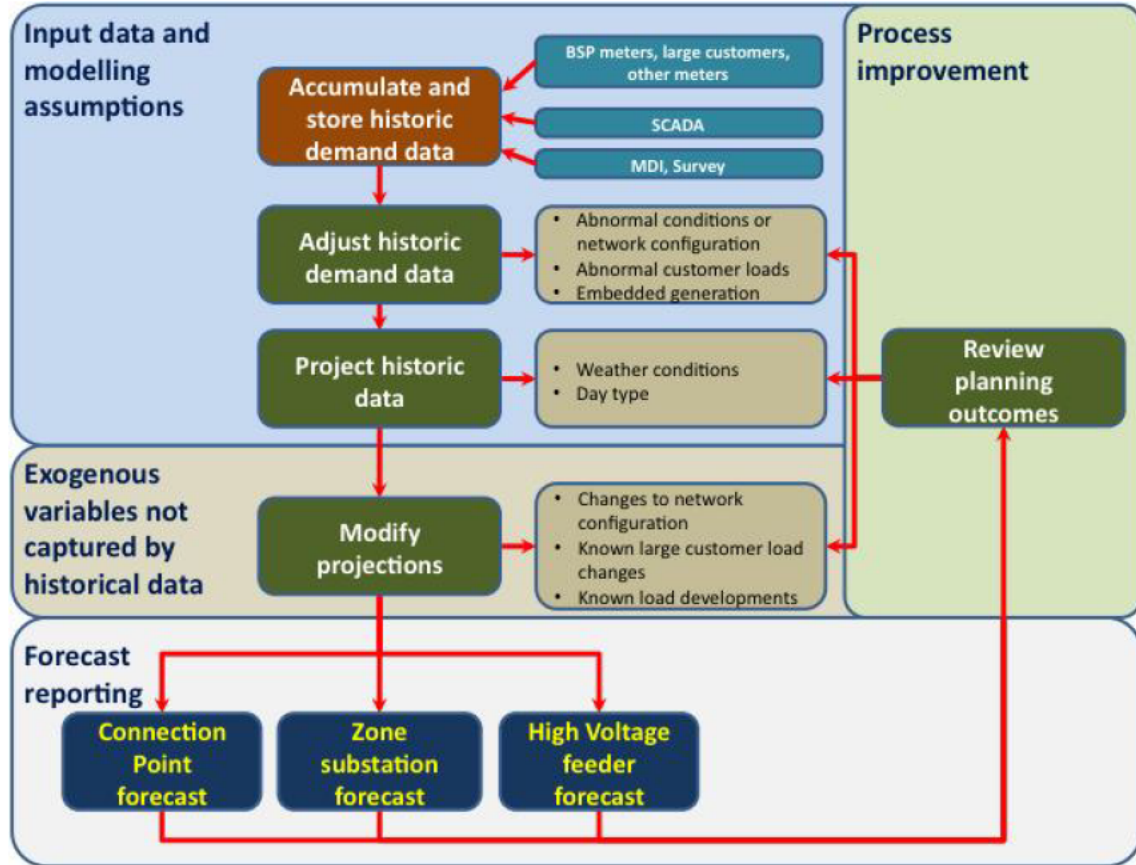 Input data and
modelling
assumptions
Process
improvement
BSP meters, large customers,
other meters
Accumulate and
store historic
demand data
SCADA
MDI, Survey
Adjust historic
demand data
• Abnormal conditions or
network configuration
• Abnormal customer loads
• Embedded generation
Project historic
data
• Weather conditions
• Day type
Review
planning
outcomes
Exogenous
variables not
captured by
historical data
Modify
projections
• Changes to network
configuration
• Known large customer load
changes
• Known load developments
Forecast
reporting
Connection
Point
forecast
Zone
substation
forecast
High Voltage
feeder
forecast